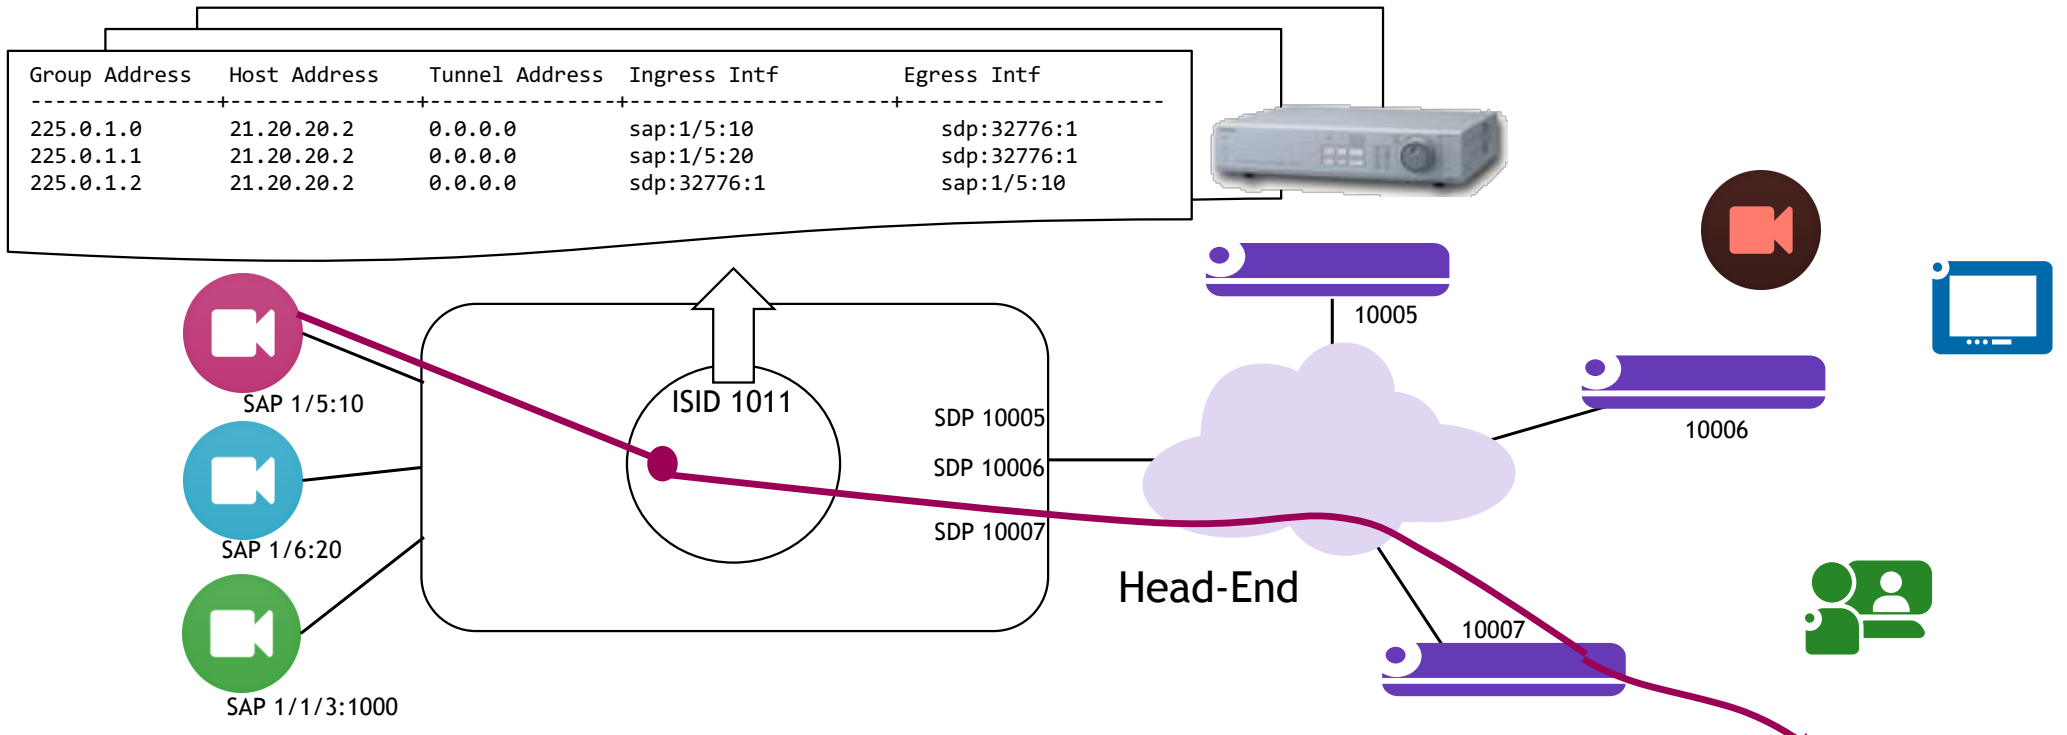 Group Address   Host Address    Tunnel Address  Ingress Intf          Egress Intf
---------------+---------------+---------------+---------------------+---------------------
225.0.1.0       21.20.20.2      0.0.0.0         sap:1/5:10               sdp:32776:1
225.0.1.1       21.20.20.2      0.0.0.0         sap:1/5:20               sdp:32776:1
225.0.1.2       21.20.20.2      0.0.0.0         sdp:32776:1              sap:1/5:10
10005
ISID 1011
SAP 1/5:10
SDP 10005
10006
SDP 10006
SDP 10007
SAP 1/6:20
Head-End
10007
SAP 1/1/3:1000